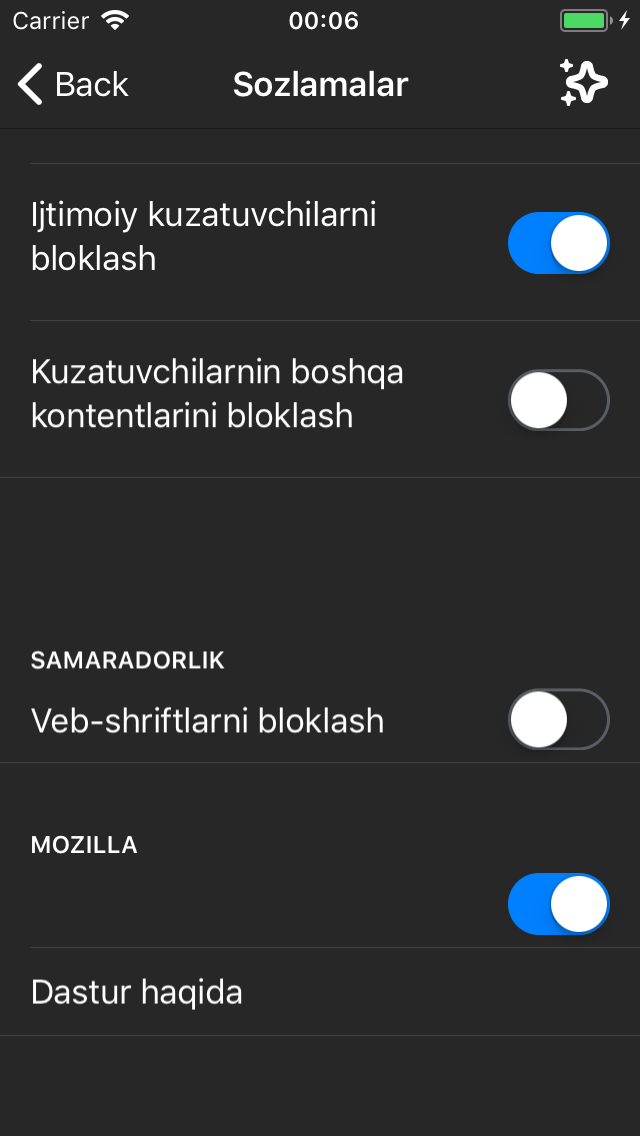 Carrier 00:06
Back Sozlamalar
Ijtimoiy kuzatuvchilarni
bloklash
Kuzatuvchilarnin boshqa
kontentlarini bloklash
SAMARADORLIK
Veb-shriftlarni bloklash
MOZILLA
Dastur haqida